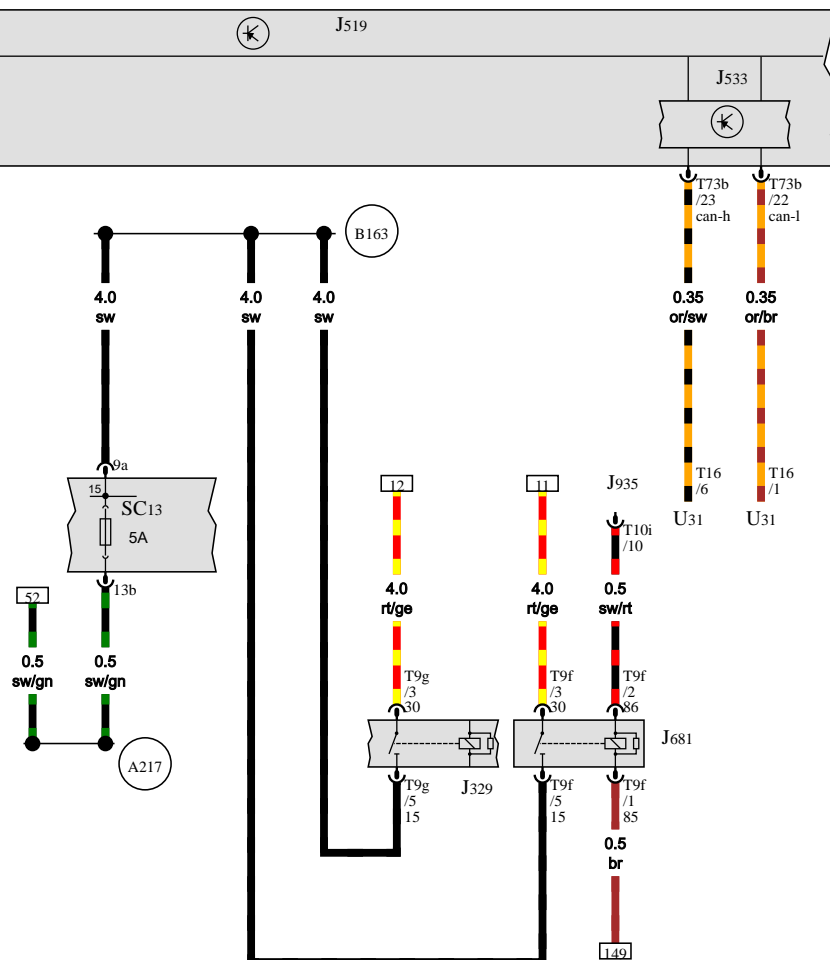 J519
J533
T73b
/23
can-h
T73b
/22
can-l
B163
4.0
sw
4.0
sw
4.0
sw
0.35
or/sw
0.35
or/br
9a
15
SC13
5A
13b
12
11
J935
T10i
/10
T16
/6
T16
/1
U31
U31
52
4.0
rt/ge
4.0
rt/ge
0.5
sw/rt
0.5
sw/gn
0.5
sw/gn
T9g
/3
30
T9f
/3
30
T9f
/2
86
A217
J681
J329
T9g
/5
15
T9f
/5
15
T9f
/1
85
0.5
br
149